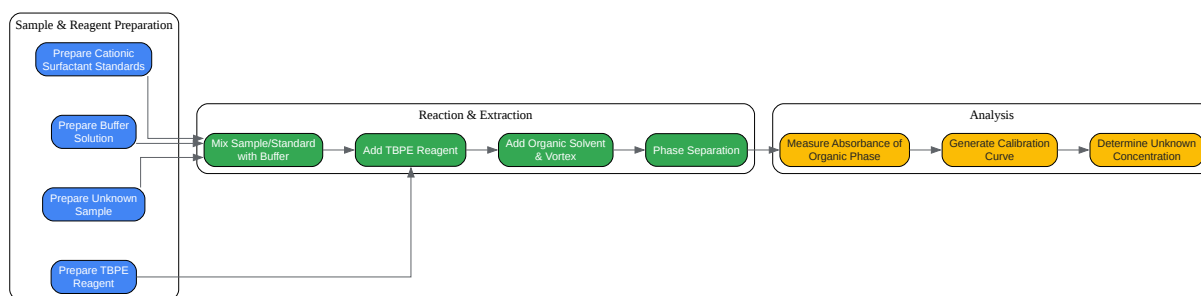 Sample & Reagent Preparation
Prepare Cationic
Surfactant Standards
Prepare Buffer
Solution
Prepare Unknown
Sample
Prepare TBPE
Reagent
Reaction & Extraction
Mix Sample/Standard
with Buffer
Add TBPE Reagent
Add Organic Solvent
& Vortex
Phase Separation
Analysis
Measure Absorbance of
Organic Phase
Generate Calibration
Curve
Determine Unknown
Concentration